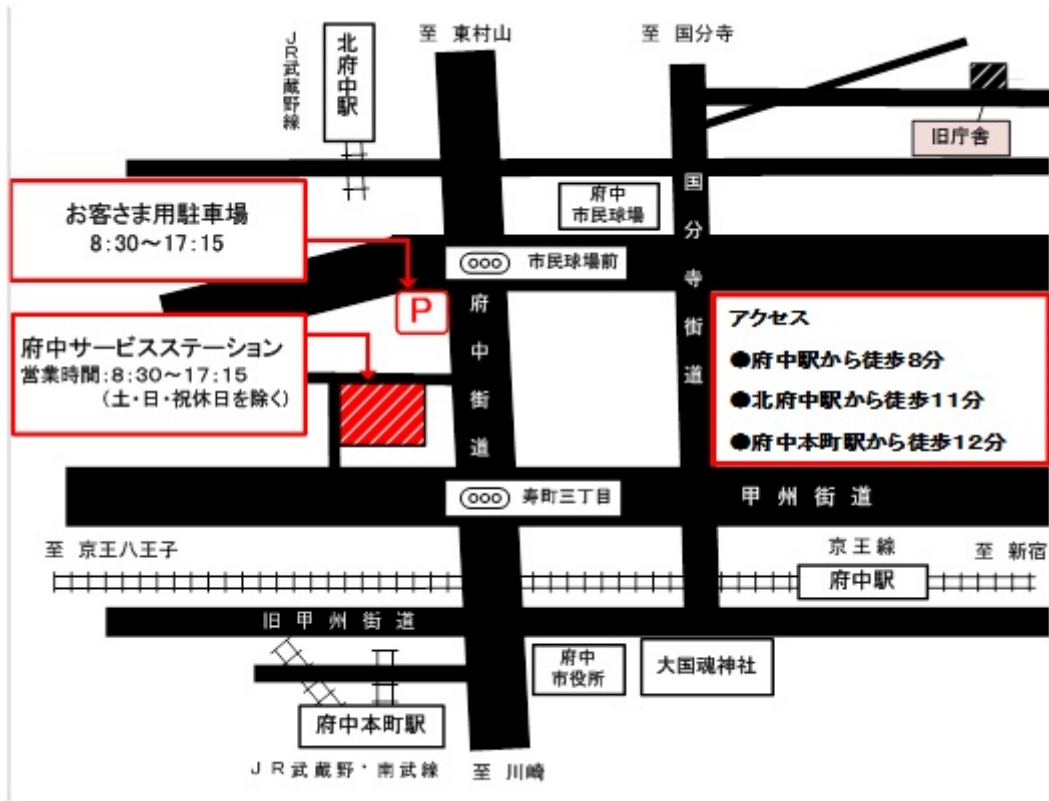 至 東村山
至 国分寺
JR武蔵野線
北府中駅
旧庁舎
お客さま用駐車場
8:30～17:15
府中
市民球場
国分寺街道
市民球場前
P
府中街道
府中サービスステーション
営業時間:8:30～17:15
(土・日・祝休日を除く)
アクセス
●府中駅から徒歩8分
●北府中駅から徒歩11分
●府中本町駅から徒歩12分
寿町三丁目
甲州街道
至 京王八王子
京王線
至 新宿
府中駅
旧甲州街道
府中
市役所
大国魂神社
府中本町駅
JR武蔵野・南武線
至 川崎